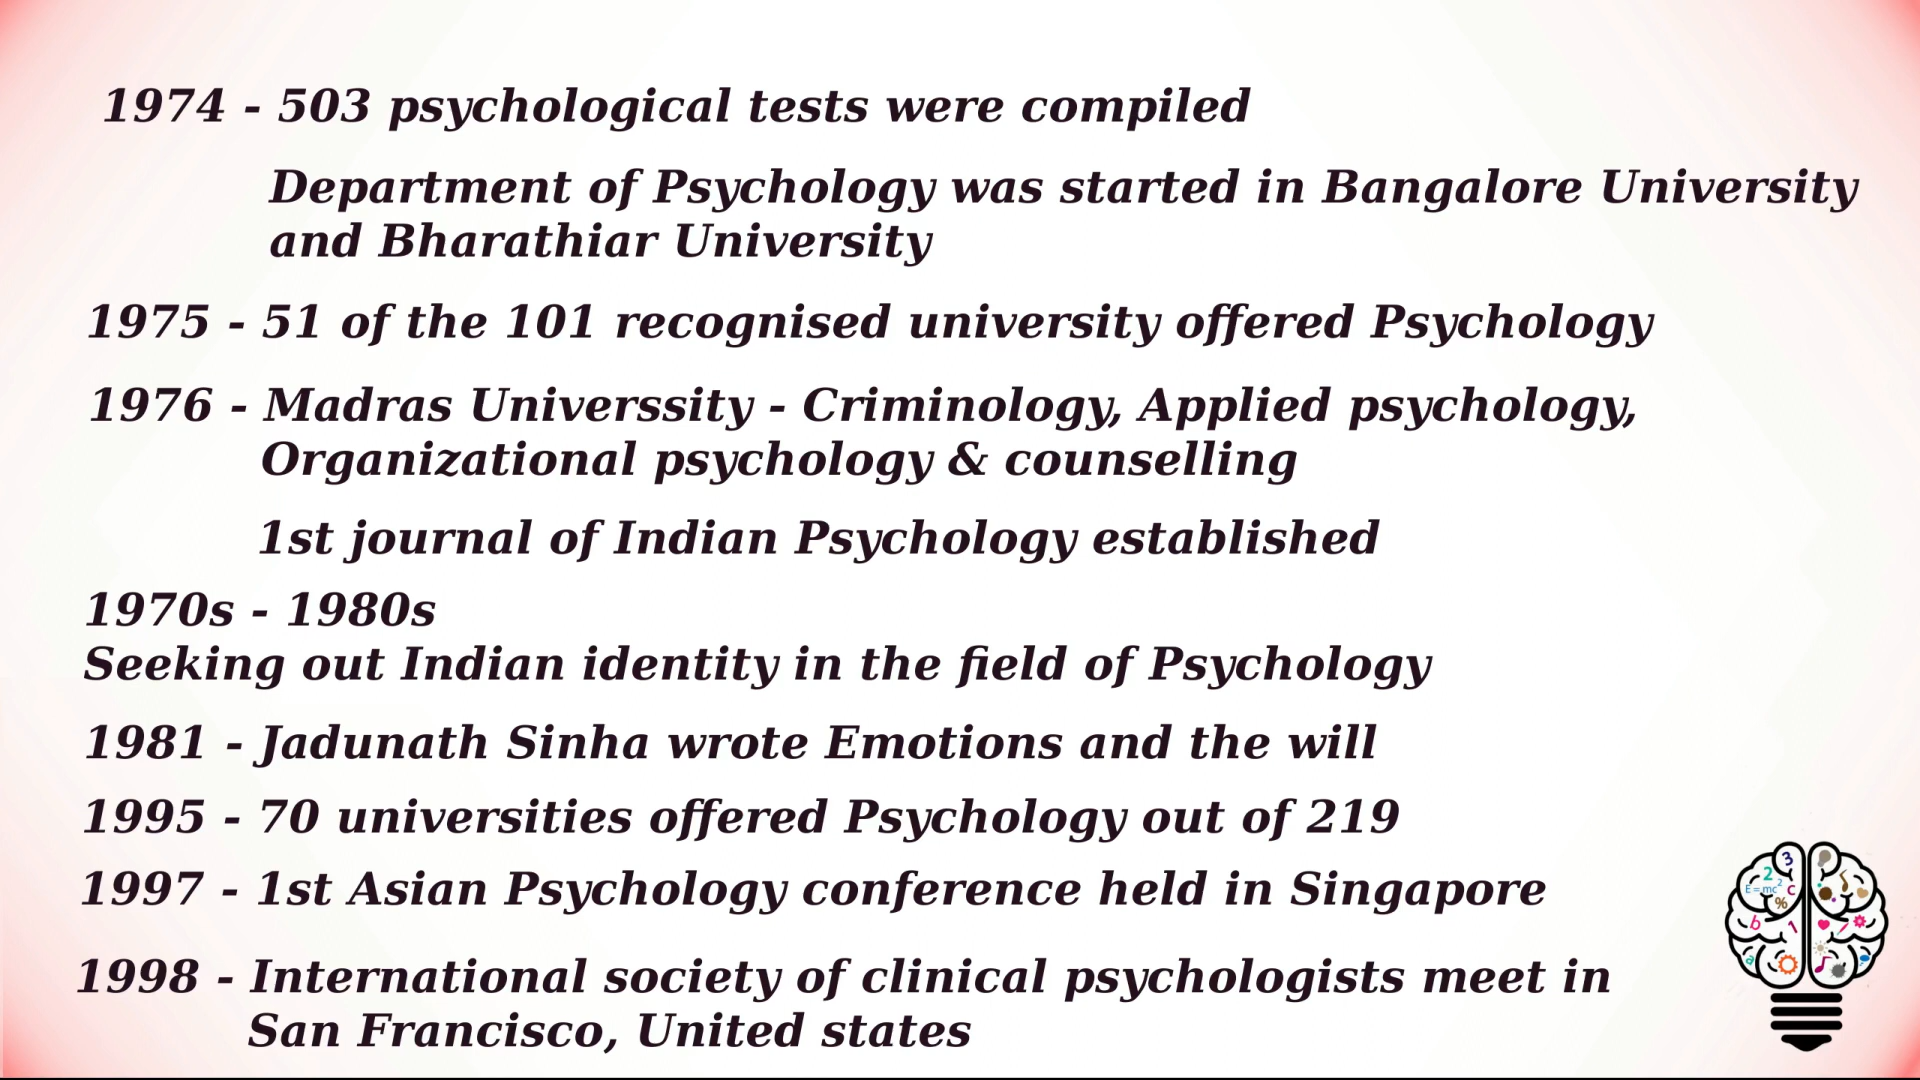 1974 - 503 psychological tests were compiled
Department of Psychology was started in Bangalore University
and Bharathiar University
1975 - 51 of the 101 recognised university offered Psychology
1976 - Madras Universsity - Criminology, Applied psychology,
Organizational psychology & counselling
1st journal of Indian Psychology established
1970s - 1980s
Seeking out Indian identity in the field of Psychology
1981 - Jadunath Sinha wrote Emotions and the will
1995 - 70 universities offered Psychology out of 219
1997 - 1st Asian Psychology conference held in Singapore
1998 - International society of clinical psychologists meet in
San Francisco, United states
3
2
E=mc2 C
%
b 1
a